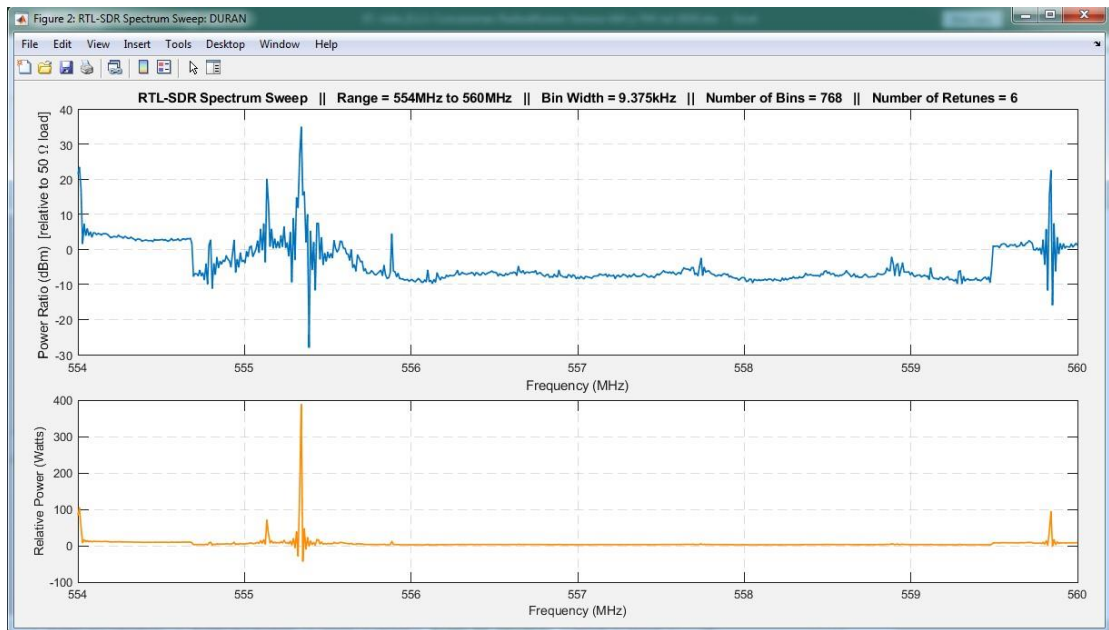 Figure 2: RTL-SDR Spectrum Sweep: DURAN
File Edit View Insert Tools Desktop Window Help
RTL-SDR Spectrum Sweep || Range = 554MHz to 560MHz || Bin Width = 9.375kHz || Number of Bins = 768 || Number of Retunes = 6
Power Ratio (dBm) [relative to 50 Ω load]
40
30
20
10
0
-10
-20
-30
554 555 556 557 558 559 560
Frequency (MHz)
Relative Power (Watts)
400
300
200
100
0
-100
554 555 556 557 558 559 560
Frequency (MHz)